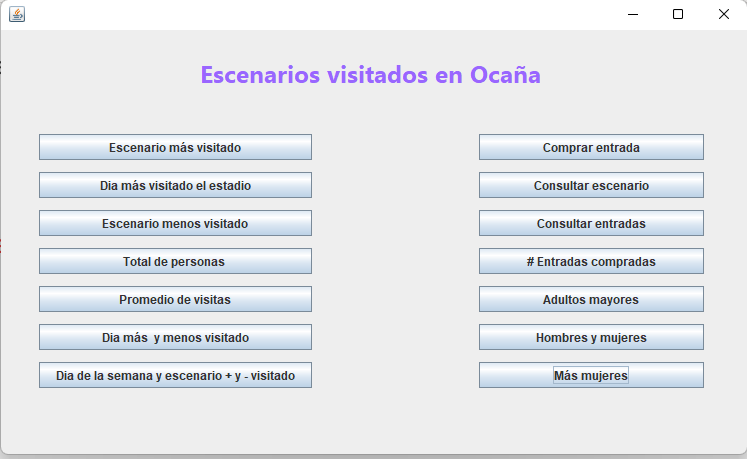 Escenarios visitados en Ocaña
Escenario más visitado
Dia más visitado el estadio
Escenario menos visitado
Total de personas
Promedio de visitas
Dia más  y menos visitado
Dia de la semana y escenario + y - visitado
Comprar entrada
Consultar escenario
Consultar entradas
# Entradas compradas
Adultos mayores
Hombres y mujeres
Más mujeres